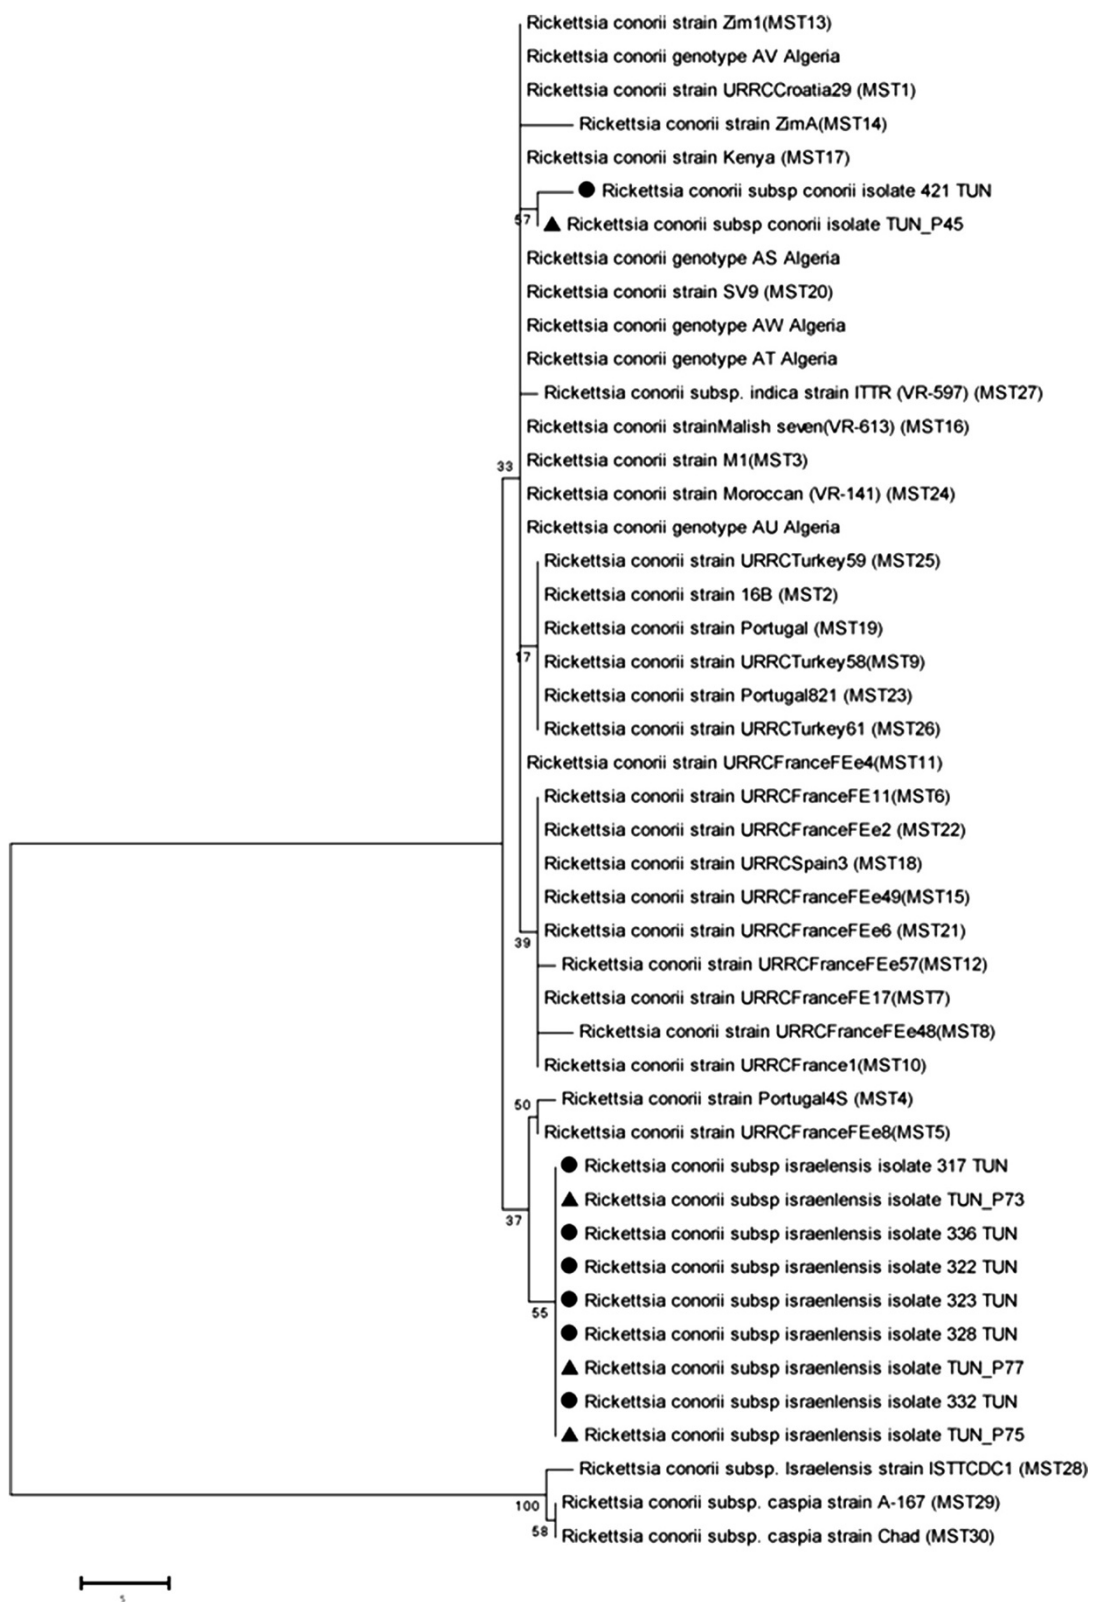 Rickettsia conorii strain Zim1(MST13)
Rickettsia conorii genotype AV Algeria
Rickettsia conorii strain URRCCroatia29 (MST1)
Rickettsia conorii strain ZimA(MST14)
Rickettsia conorii strain Kenya (MST17)
Rickettsia conorii subsp conorii isolate 421 TUN
57
Rickettsia conorii subsp conorii isolate TUN_P45
Rickettsia conorii genotype AS Algeria
Rickettsia conorii strain SV9 (MST20)
Rickettsia conorii genotype AW Algeria
Rickettsia conorii genotype AT Algeria
Rickettsia conorii subsp. indica strain ITTR (VR-597) (MST27)
Rickettsia conorii strainMalish seven(VR-613) (MST16)
Rickettsia conorii strain M1(MST3)
33
Rickettsia conorii strain Moroccan (VR-141) (MST24)
Rickettsia conorii genotype AU Algeria
Rickettsia conorii strain URRCTurkey59 (MST25)
Rickettsia conorii strain 16B (MST2)
Rickettsia conorii strain Portugal (MST19)
17
Rickettsia conorii strain URRCTurkey58(MST9)
Rickettsia conorii strain Portugal821 (MST23)
Rickettsia conorii strain URRCTurkey61 (MST26)
Rickettsia conorii strain URRCFranceFEe4(MST11)
Rickettsia conorii strain URRCFranceFE11(MST6)
Rickettsia conorii strain URRCFranceFEe2 (MST22)
Rickettsia conorii strain URRCSpain3 (MST18)
Rickettsia conorii strain URRCFranceFEe49(MST15)
Rickettsia conorii strain URRCFranceFEe6 (MST21)
39
Rickettsia conorii strain URRCFranceFEe57(MST12)
Rickettsia conorii strain URRCFranceFE17(MST7)
Rickettsia conorii strain URRCFranceFEe48(MST8)
Rickettsia conorii strain URRCFrance1(MST10)
50
Rickettsia conorii strain Portugal4S (MST4)
Rickettsia conorii strain URRCFranceFEe8(MST5)
Rickettsia conorii subsp israelensis isolate 317 TUN
Rickettsia conorii subsp israenlensis isolate TUN_P73
37
Rickettsia conorii subsp israenlensis isolate 336 TUN
Rickettsia conorii subsp israenlensis isolate 322 TUN
Rickettsia conorii subsp israenlensis isolate 323 TUN
55
Rickettsia conorii subsp israenlensis isolate 328 TUN
Rickettsia conorii subsp israenlensis isolate TUN_P77
Rickettsia conorii subsp israenlensis isolate 332 TUN
Rickettsia conorii subsp israenlensis isolate TUN_P75
Rickettsia conorii subsp. Israelensis strain ISTTCDC1 (MST28)
100
Rickettsia conorii subsp. caspia strain A-167 (MST29)
58
Rickettsia conorii subsp. caspia strain Chad (MST30)
5